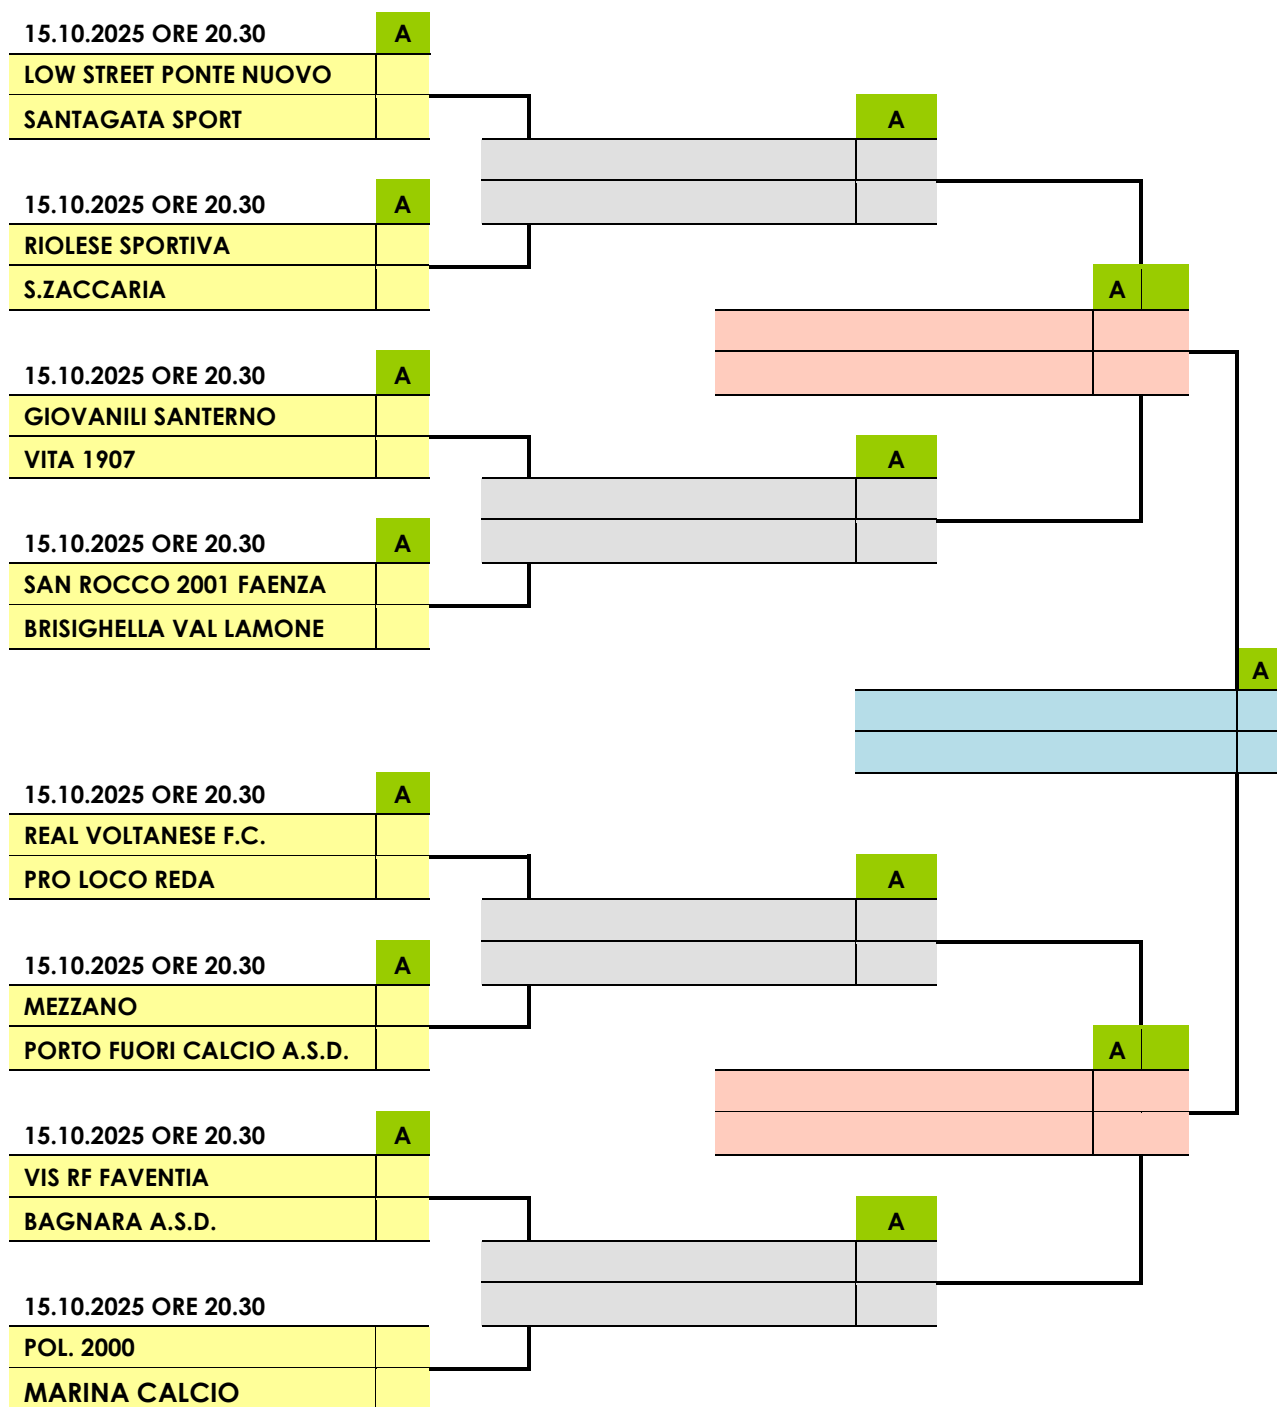 15.10.2025 ORE 20.30 A
LOW STREET PONTE NUOVO
SANTAGATA SPORT
A
15.10.2025 ORE 20.30 A
RIOLESE SPORTIVA
S.ZACCARIA
A
15.10.2025 ORE 20.30 A
GIOVANILI SANTERNO
VITA 1907
A
15.10.2025 ORE 20.30 A
SAN ROCCO 2001 FAENZA
BRISIGHELLA VAL LAMONE
A
15.10.2025 ORE 20.30 A
REAL VOLTANESE F.C.
PRO LOCO REDA
A
15.10.2025 ORE 20.30 A
MEZZANO
PORTO FUORI CALCIO A.S.D.
A
15.10.2025 ORE 20.30 A
VIS RF FAVENTIA
BAGNARA A.S.D.
A
15.10.2025 ORE 20.30
POL. 2000
MARINA CALCIO